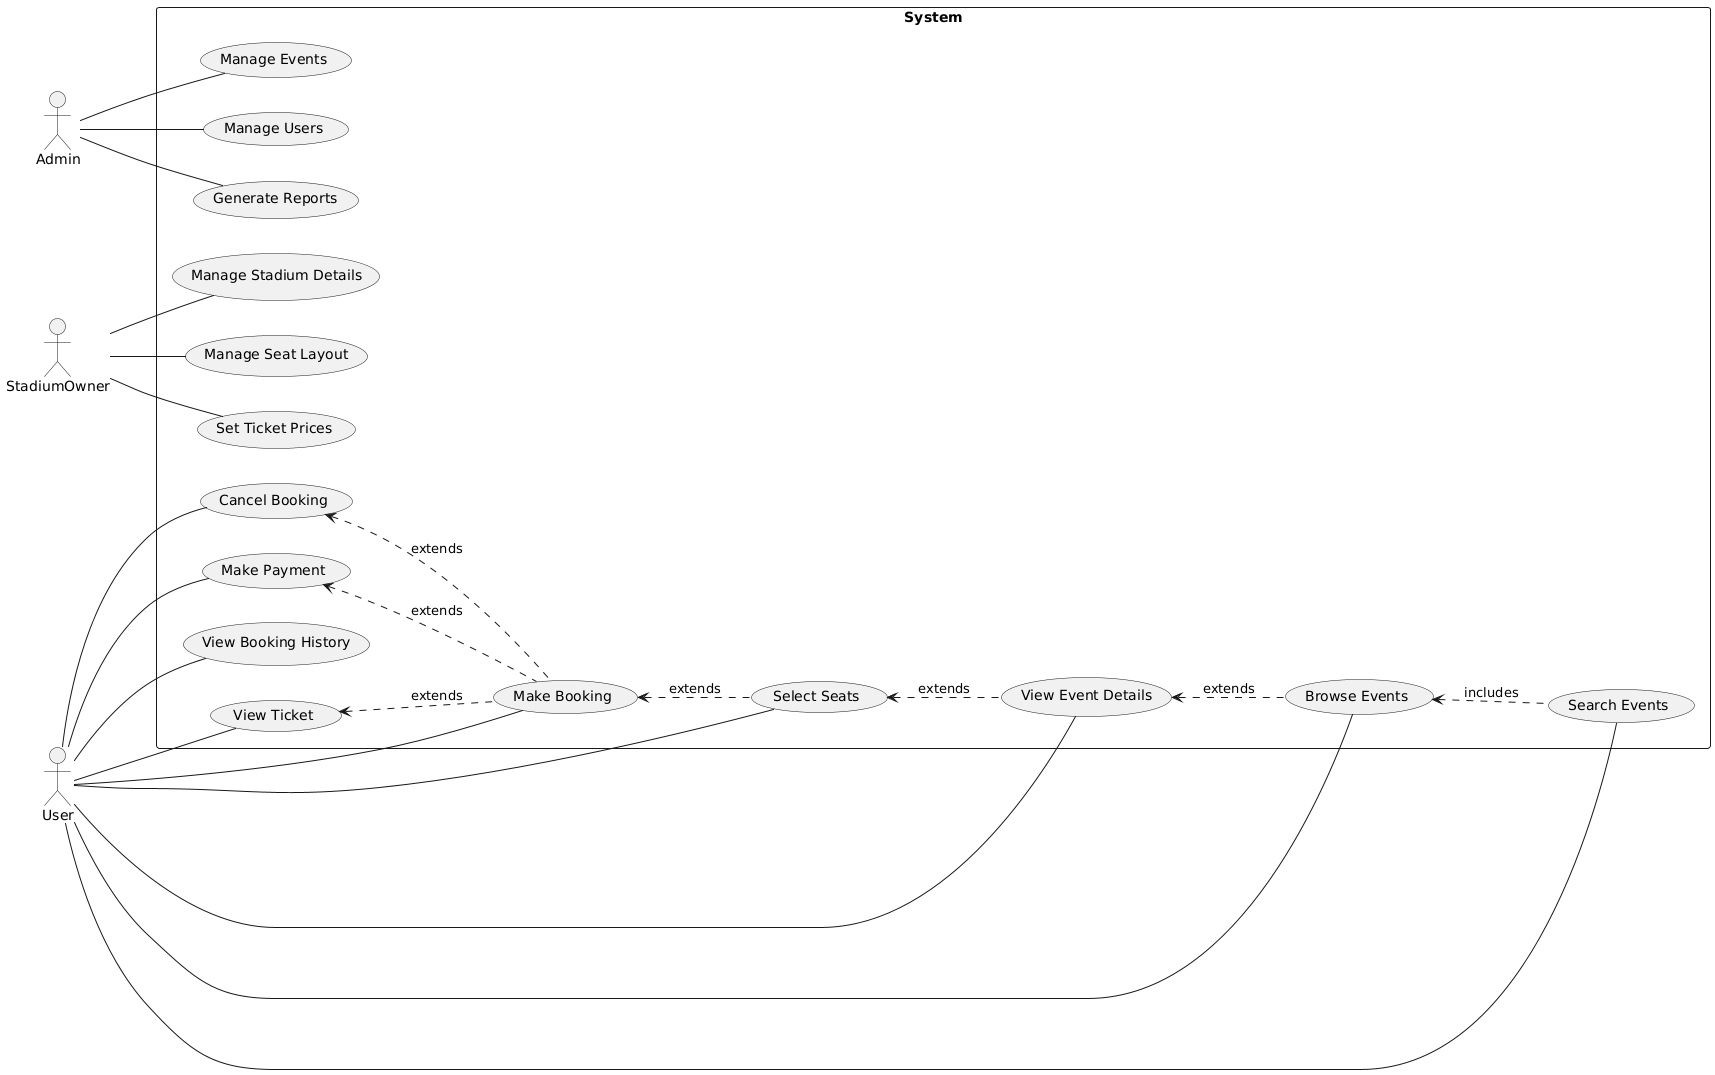 System
Manage Events
Manage Users
Admin
Generate Reports
Manage Stadium Details
Manage Seat Layout
StadiumOwner
Set Ticket Prices
Cancel Booking
extends
Make Payment
extends
View Booking History
View Ticket
extends
Make Booking
extends
Select Seats
extends
View Event Details
extends
Browse Events
includes
Search Events
User